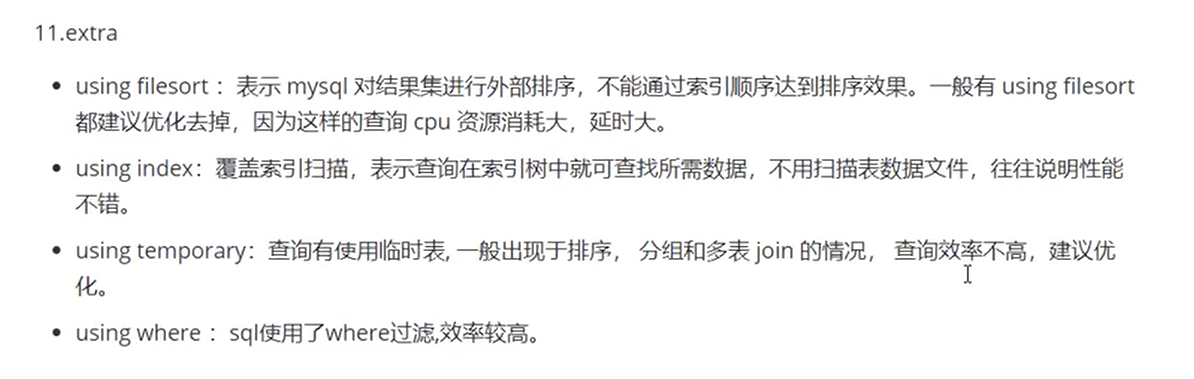 11.extra
using filesort ：表示 mysql 对结果集进行外部排序，不能通过索引顺序达到排序效果。一般有 using filesort
都建议优化去掉，因为这样的查询 cpu 资源消耗大，延时大。
using index：覆盖索引扫描，表示查询在索引树中就可查找所需数据，不用扫描表数据文件，往往说明性能
不错。
using temporary：查询有使用临时表, 一般出现于排序， 分组和多表 join 的情况， 查询效率不高，建议优
化。
using where ：sql使用了where过滤,效率较高。